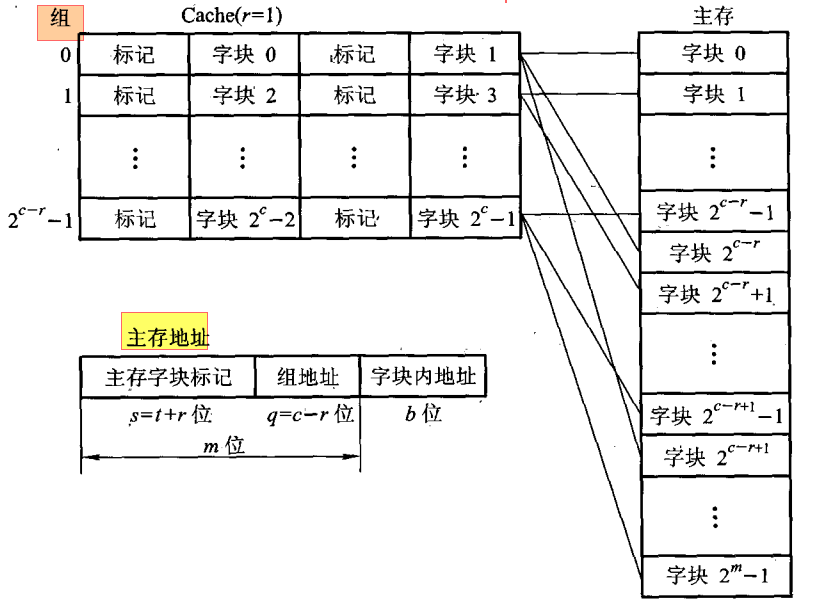 组 Cache(r=1) 主存
0 标记 字块 0 标记 字块 1 字块 0
1 标记 字块 2 标记 字块 3 字块 1
⋮ ⋮ ⋮ ⋮ ⋮
2^{c-r}-1 标记 字块 2^c-2 标记 字块 2^c-1 字块 2^{c-r}-1
字块 2^{c-r}
字块 2^{c-r}+1
⋮
主存地址
主存字块标记 组地址 字块内地址
s=t+r 位 q=c-r 位 b 位
m 位
字块 2^{c-r+1}-1
字块 2^{c-r+1}
⋮
字块 2^m-1